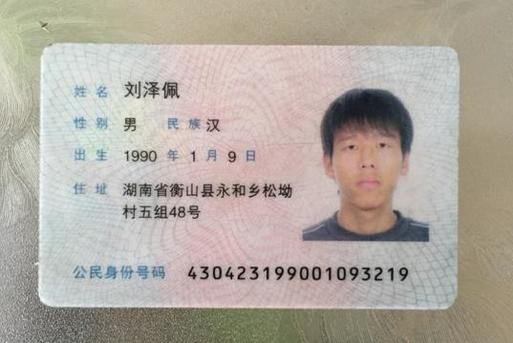 姓名 刘泽佩
性别 男 民族 汉
出生 1990 年 1 月 9 日
住址 湖南省衡山县永和乡松坳
村五组48号
公民身份号码 430423199001093219